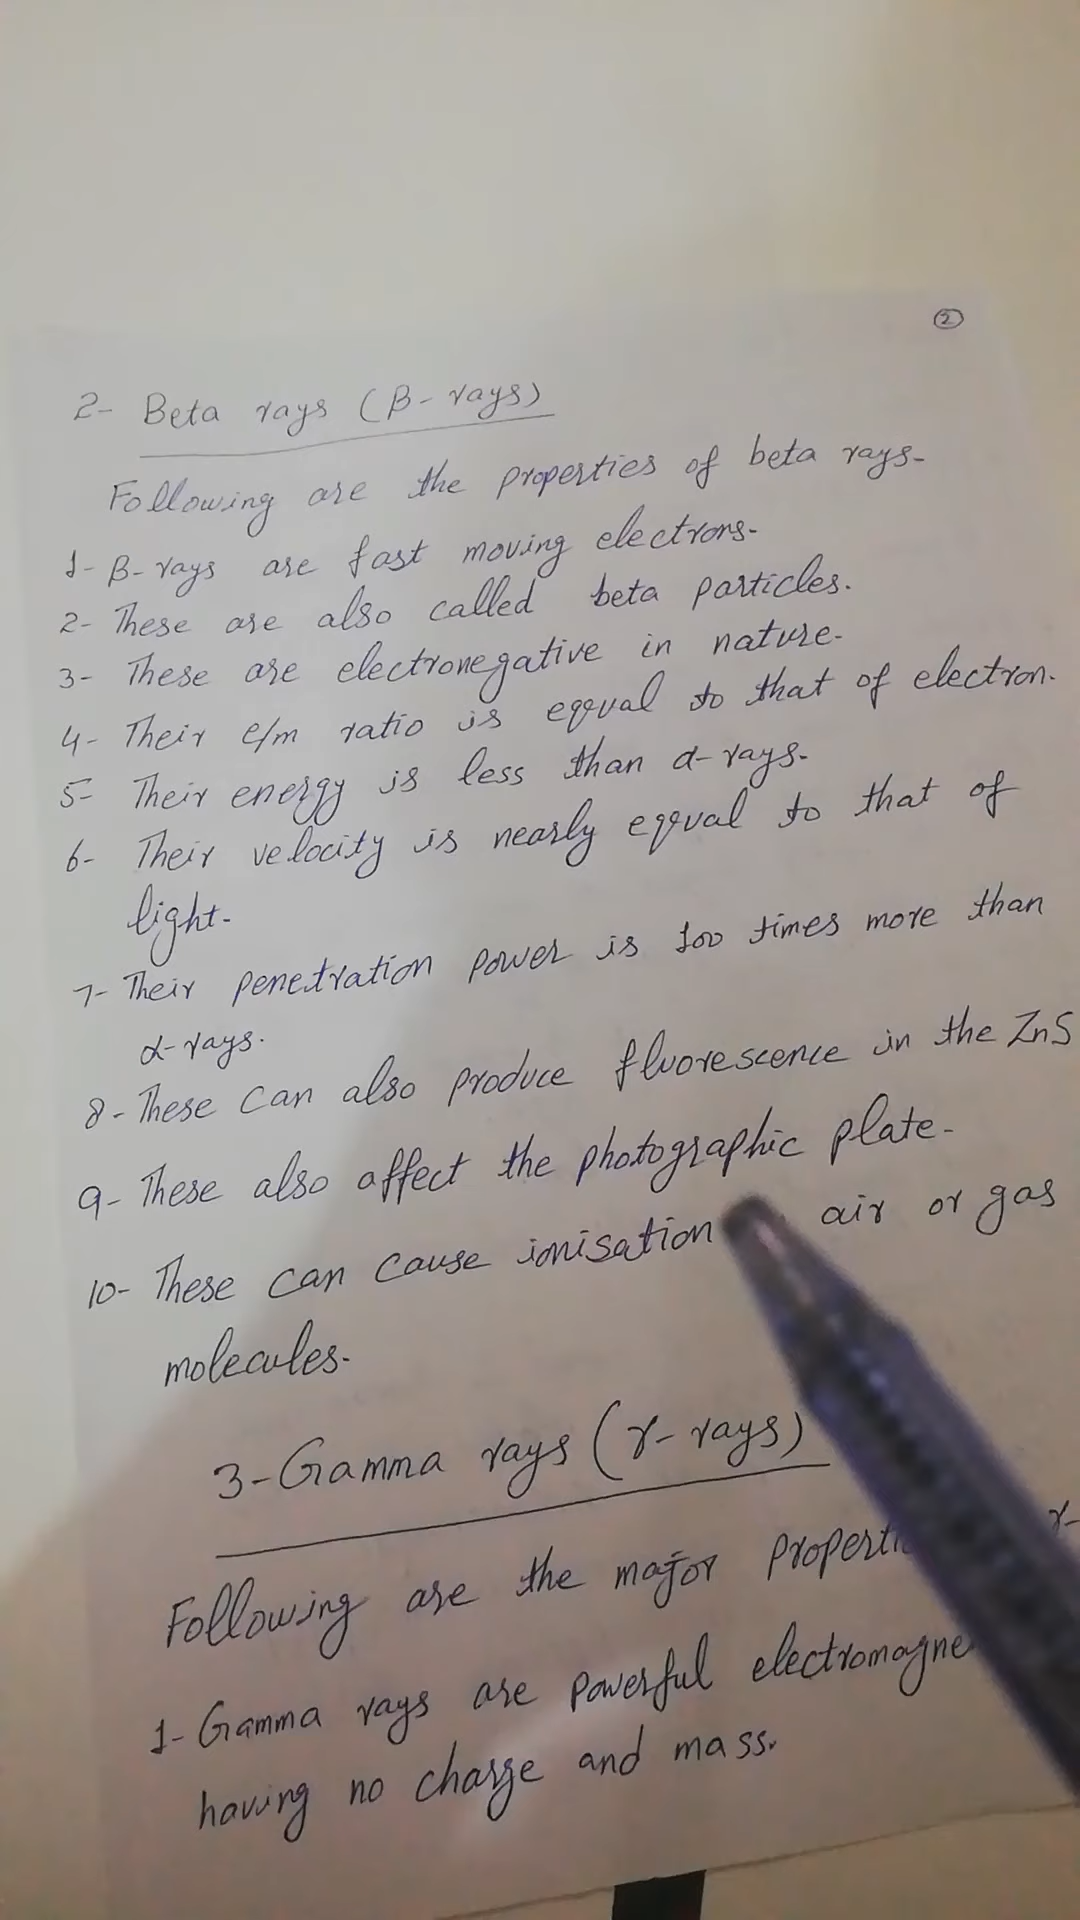 2
2- Beta rays (β-rays)
Following are the properties of beta rays-
1- β-rays are fast moving electrons-
2- These are also called beta particles.
3- These are electronegative in nature-
4- Their e/m ratio is equal to that of electron.
5- Their energy is less than α-rays.
6- Their velocity is nearly equal to that of
light-
7- Their penetration power is 100 times more than
α-rays.
8- These can also produce fluorescence in the ZnS
9- These also affect the photographic plate-
10- These can cause ionisation air or gas
molecules-
3- Gamma rays (γ-rays)
Following are the major γ-
1- Gamma rays are powerful
having no charge and mass.